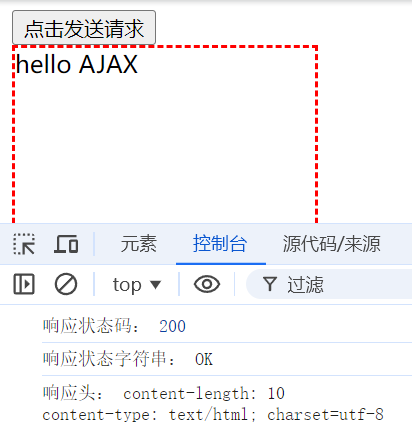 点击发送请求
hello AJAX
元素 控制台 源代码/来源
top ▼ 过滤
响应状态码： 200
响应状态字符串： OK
响应头： content-length: 10
content-type: text/html; charset=utf-8